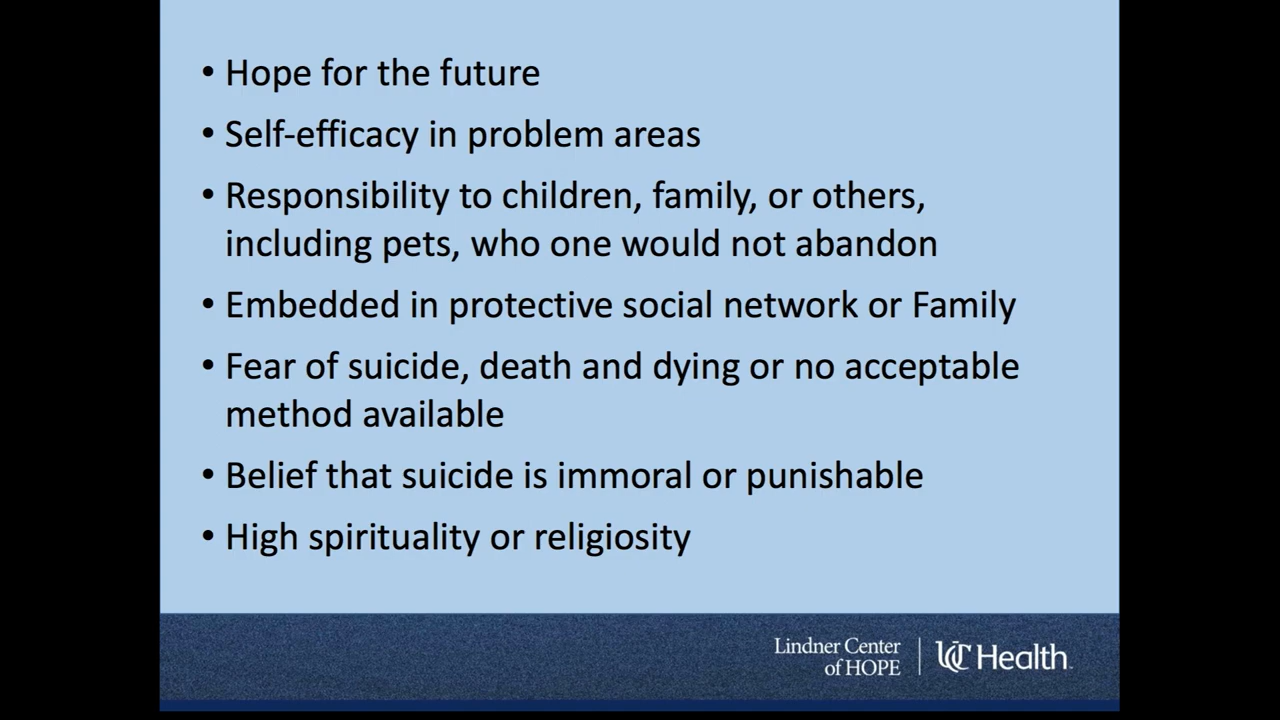 • Hope for the future
• Self-efficacy in problem areas
• Responsibility to children, family, or others,
including pets, who one would not abandon
• Embedded in protective social network or Family
• Fear of suicide, death and dying or no acceptable
method available
• Belief that suicide is immoral or punishable
• High spirituality or religiosity
Lindner Center
of HOPE
UC Health